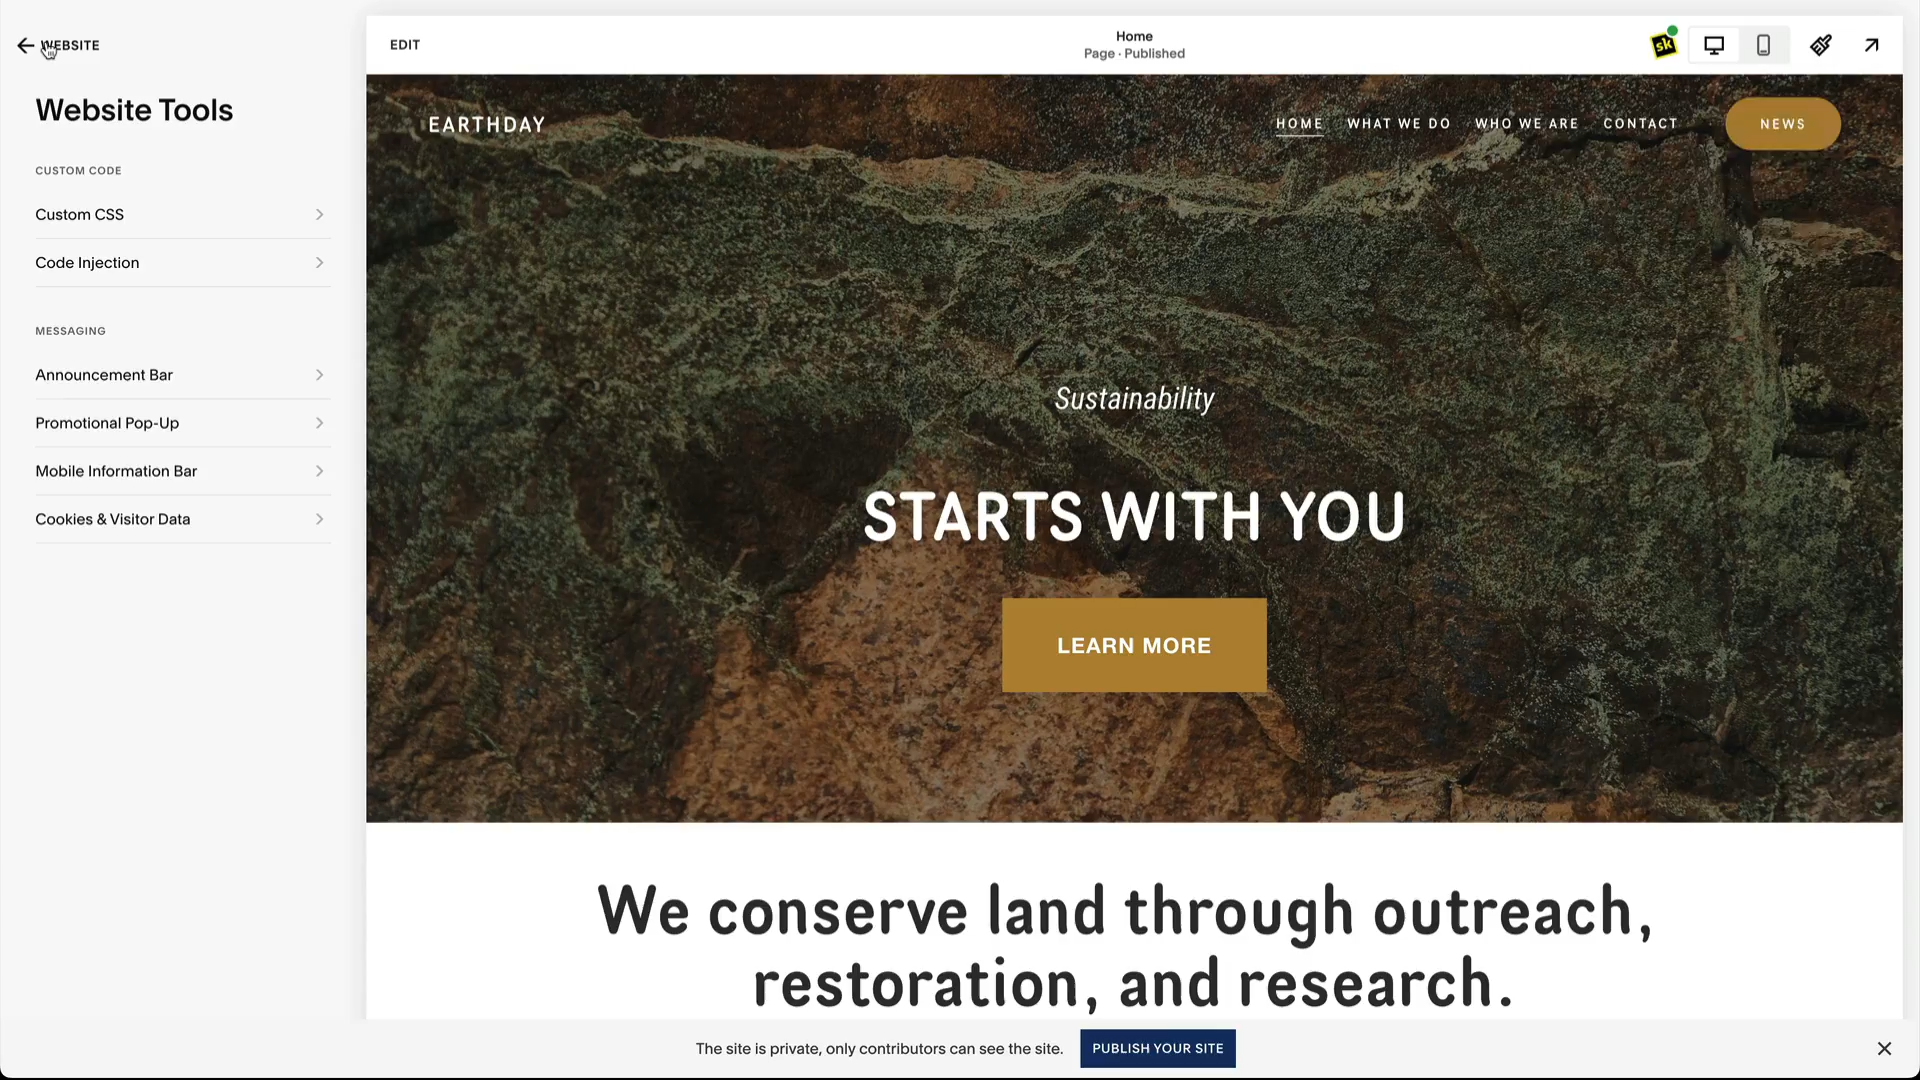 WEBSITE
Website Tools
CUSTOM CODE
Custom CSS
Code Injection
MESSAGING
Announcement Bar
Promotional Pop-Up
Mobile Information Bar
Cookies & Visitor Data
EDIT
Home
Page · Published
sk
EARTHDAY
HOME
WHAT WE DO
WHO WE ARE
CONTACT
NEWS
Sustainability
STARTS WITH YOU
LEARN MORE
We conserve land through outreach,
restoration, and research.
The site is private, only contributors can see the site.
PUBLISH YOUR SITE